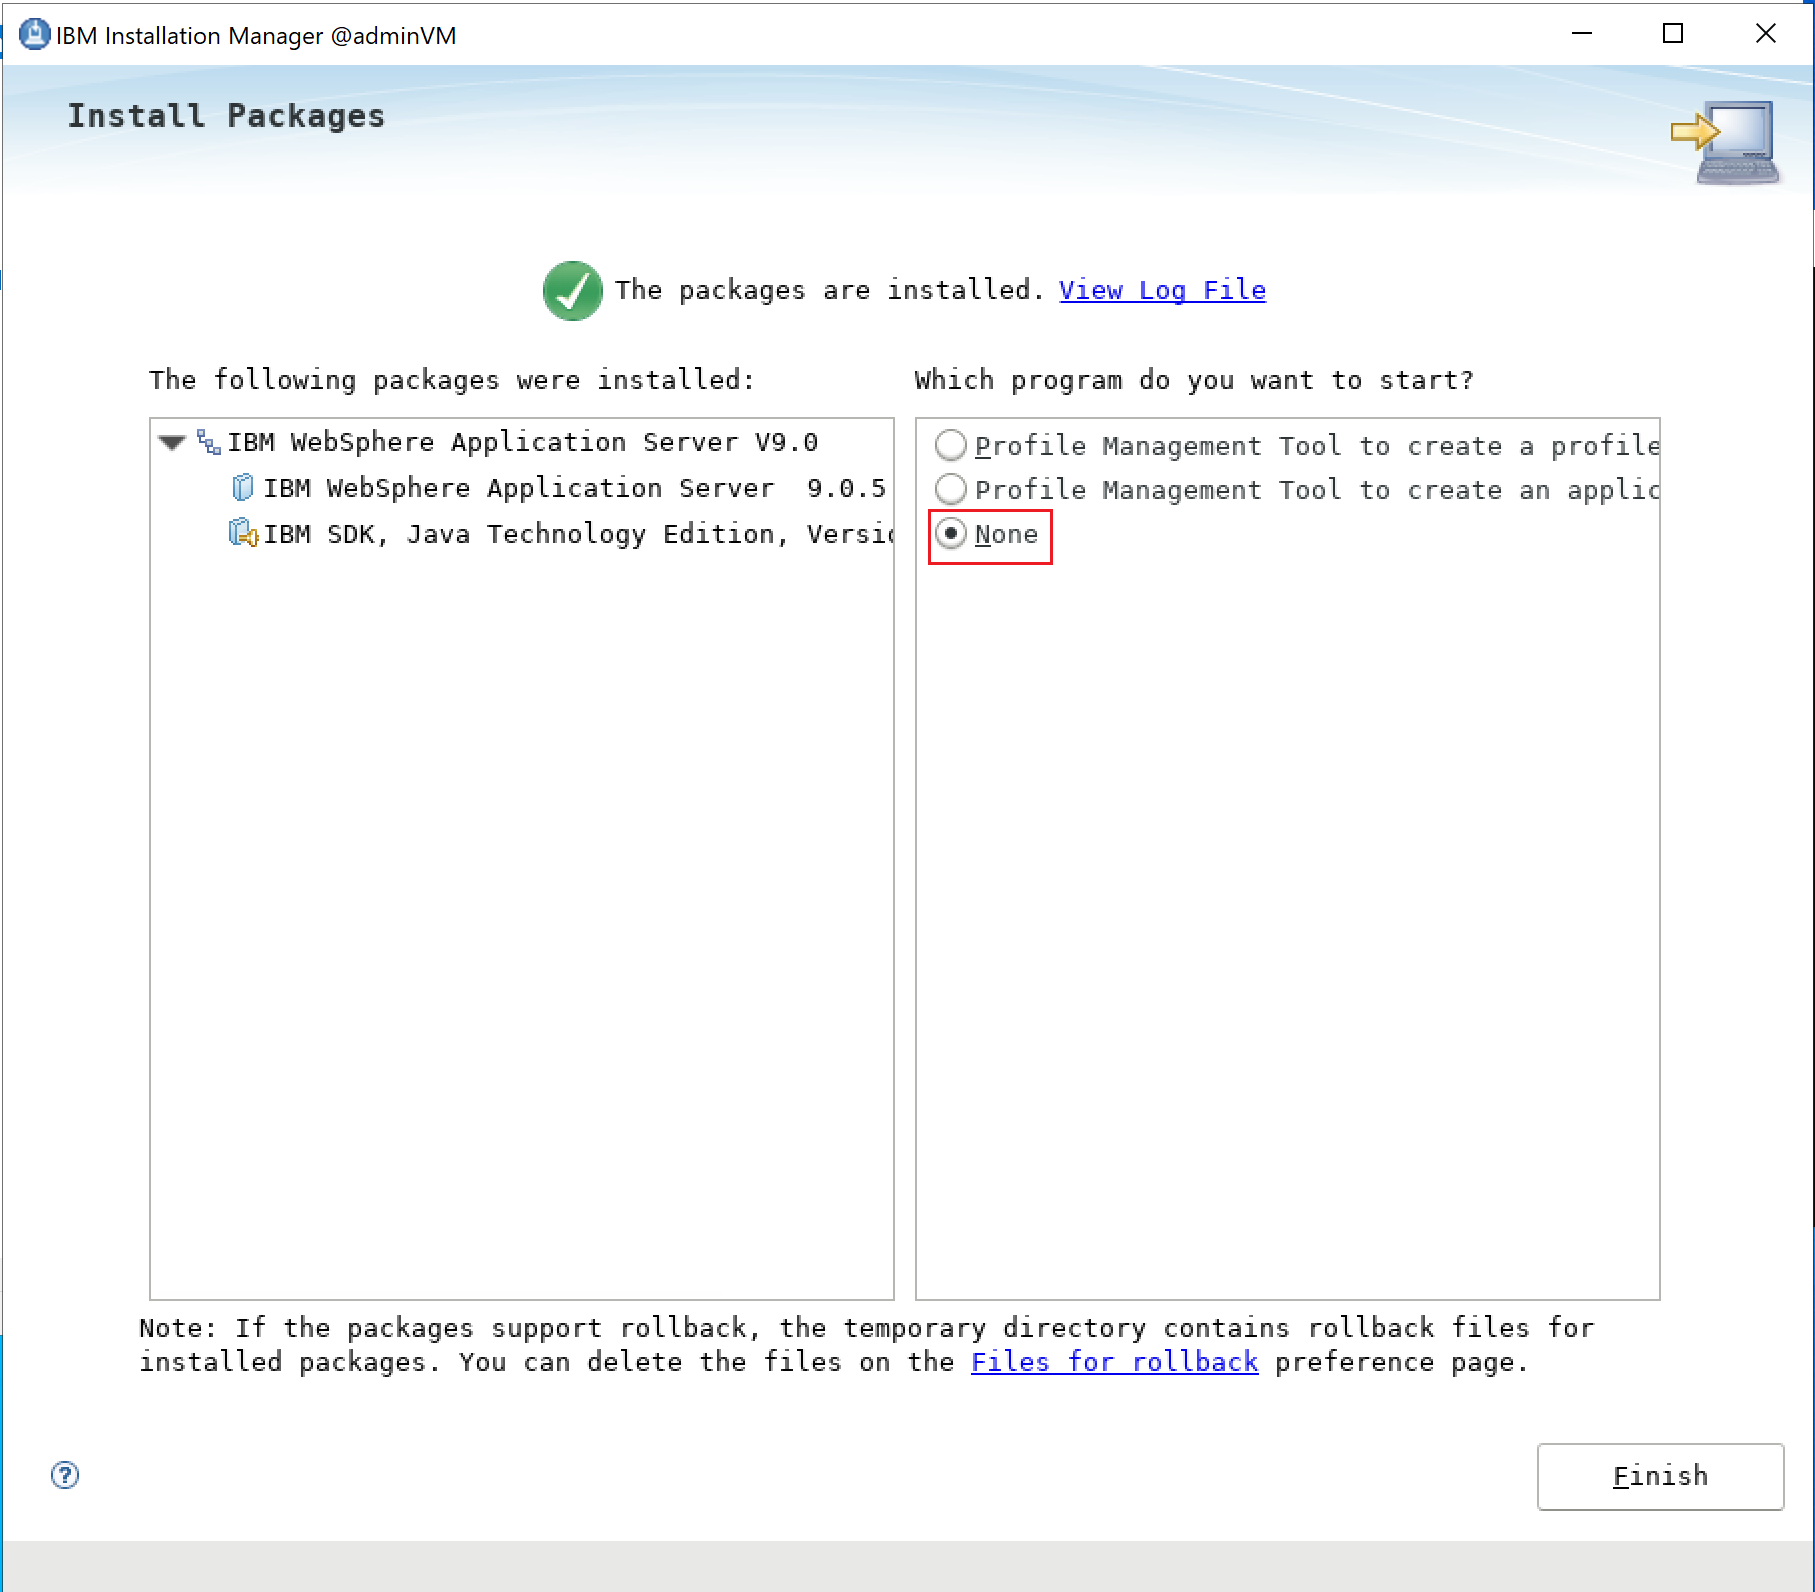 IBM Installation Manager @adminVM
Install Packages
The packages are installed. View Log File
The following packages were installed:
IBM WebSphere Application Server V9.0
IBM WebSphere Application Server 9.0.5
IBM SDK, Java Technology Edition, Versio
Which program do you want to start?
Profile Management Tool to create a profile
Profile Management Tool to create an applic
None
Note: If the packages support rollback, the temporary directory contains rollback files for
installed packages. You can delete the files on the Files for rollback preference page.
?
Finish